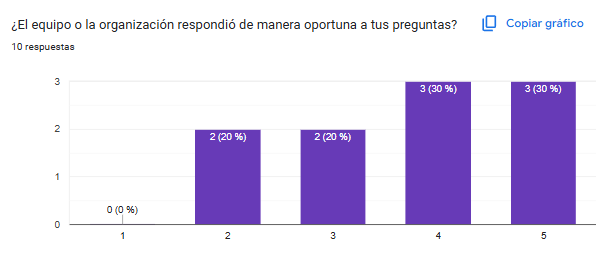 ¿El equipo o la organización respondió de manera oportuna a tus preguntas?
Copiar gráfico
10 respuestas
3
2
1
0
0 (0 %)
2 (20 %)
2 (20 %)
3 (30 %)
3 (30 %)
1
2
3
4
5